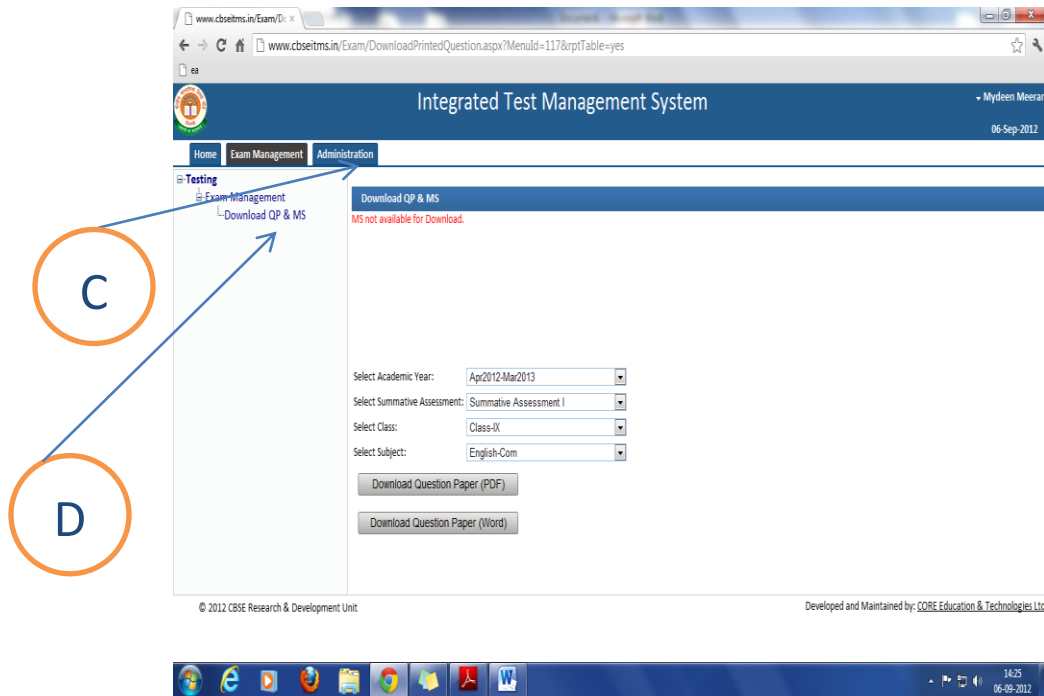 www.cbseitms.in/Exam/Dc ×
www.cbseitms.in/Exam/DownloadPrintedQuestion.aspx?MenuId=117&rptTable=yes
ea
Integrated Test Management System
Mydeen Meeran
06-Sep-2012
Home Exam Management Administration
Testing
Exam Management
Download QP & MS
Download QP & MS
MS not available for Download.
C
Select Academic Year: Apr2012-Mar2013
Select Summative Assessment: Summative Assessment I
Select Class: Class-IX
Select Subject: English-Com
Download Question Paper (PDF)
D
Download Question Paper (Word)
© 2012 CBSE Research & Development Unit
Developed and Maintained by: CORE Education & Technologies Ltd
14:25
06-09-2012